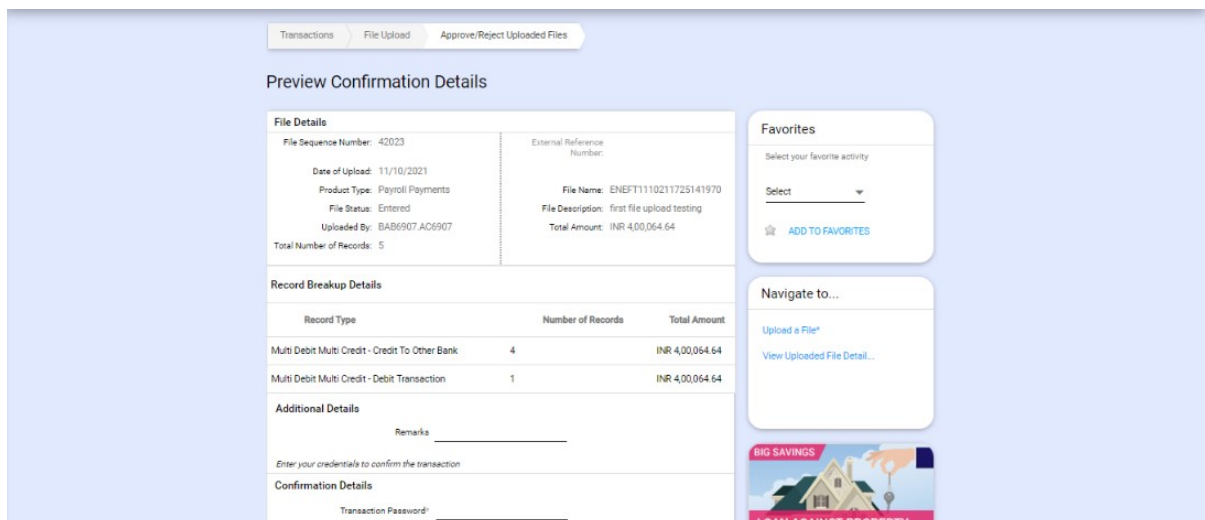 Transactions
File Upload
Approve/Reject Uploaded Files
Preview Confirmation Details
File Details
File Sequence Number: 42023
Date of Upload: 11/10/2021
Product Type: Payroll Payments
File Status: Entered
Uploaded By: BAB6907.AC6907
Total Number of Records: 5
External Reference
Number:
File Name: ENEFT1110211725141970
File Description: first file upload testing
Total Amount: INR 4,00,064.64
Record Breakup Details
Record Type Number of Records Total Amount
Multi Debit Multi Credit - Credit To Other Bank 4 INR 4,00,064.64
Multi Debit Multi Credit - Debit Transaction 1 INR 4,00,064.64
Additional Details
Remarks
Enter your credentials to confirm the transaction
Confirmation Details
Transaction Password*
Favorites
Select your favorite activity
Select
ADD TO FAVORITES
Navigate to...
Upload a File*
View Uploaded File Detail...
BIG SAVINGS
LOAN AGAINST PROPERTY